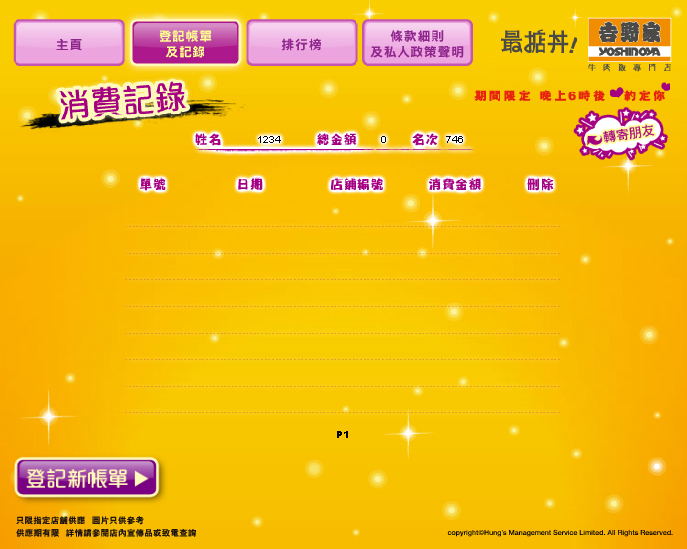 主頁
登記帳單
及記錄
排行榜
條款細則
及私人政策聲明
最掂丼!
吉野家
YOSHINOYA
牛肉飯專門店
消費記錄
期間限定 晚上6時後 約定你
轉寄朋友
姓名 1234 總金額 0 名次 746
單號 日期 店鋪編號 消費金額 刪除
P1
登記新帳單
只限指定店舖供應 圖片只供參考
供應期有限 詳情請參閱店內宣傳品或致電查詢
copyright©Hung's Management Service Limited. All Rights Reserved.